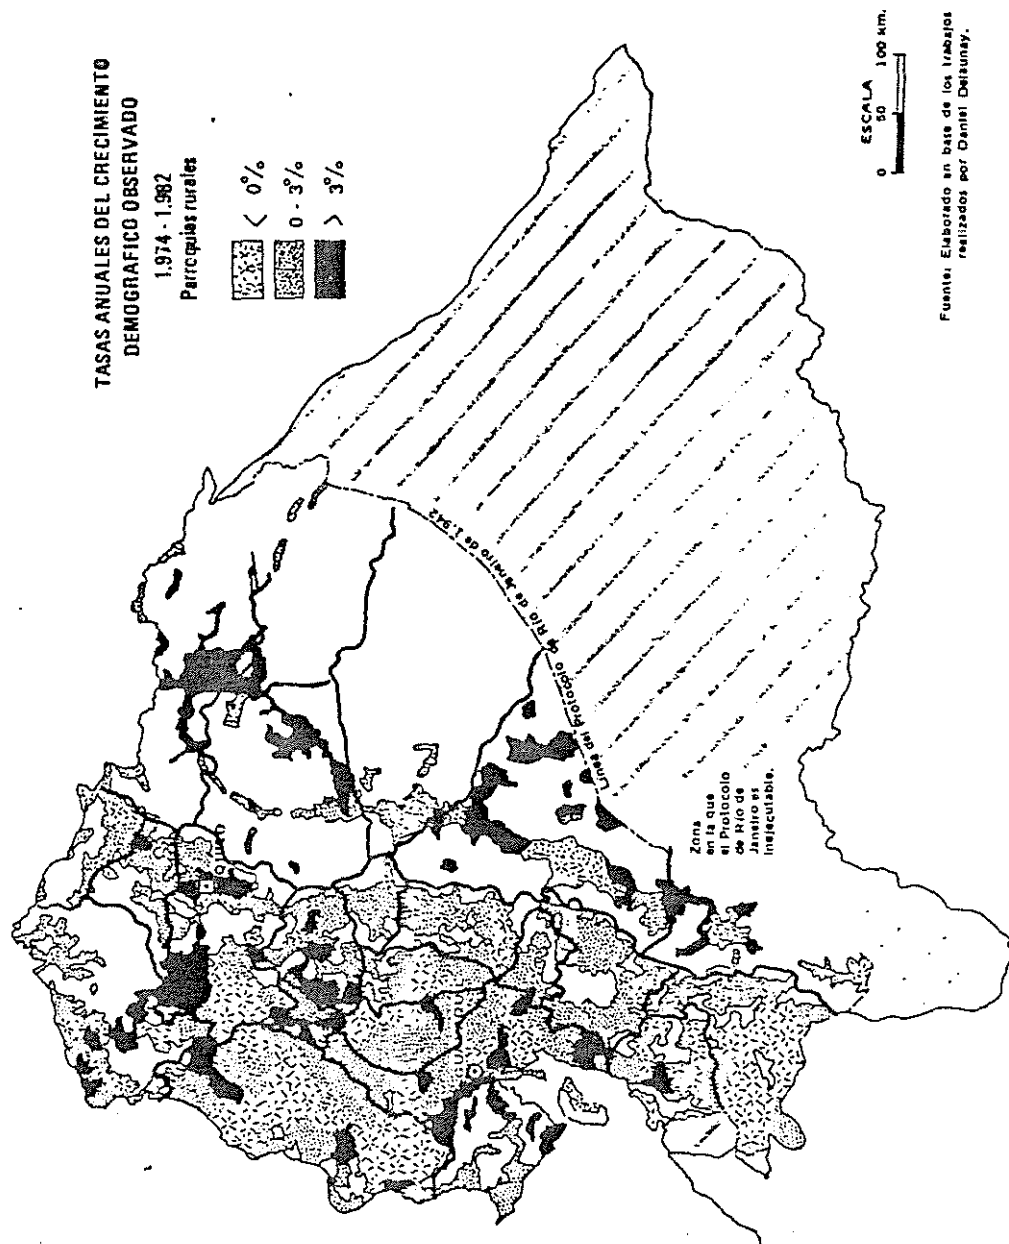 TASAS ANUALES DEL CRECIMIENTO
DEMOGRAFICO OBSERVADO
1.974 - 1.982
Parroquias rurales
< 0%
0 - 3%
> 3%
Línea del Protocolo de Río de Janeiro de 1.942
Zona
en la que
el Protocolo
de Río de
Janeiro es
Inejecutable.
ESCALA
0 50 100 km.
Fuente: Elaborado en base de los trabajos
realizados por Daniel Delaunay.